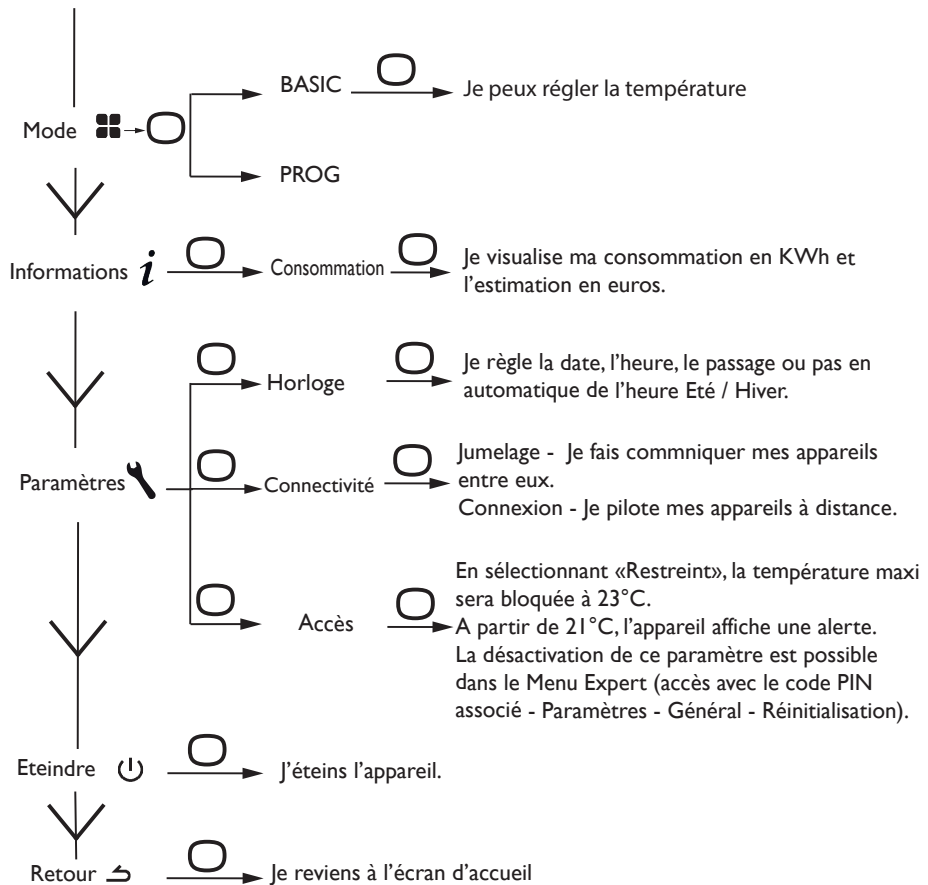 BASIC
Je peux régler la température
Mode
PROG
Informations i
Consommation
Je visualise ma consommation en KWh et
l'estimation en euros.
Horloge
Je règle la date, l'heure, le passage ou pas en
automatique de l'heure Eté / Hiver.
Paramètres
Connectivité
Jumelage - Je fais commniquer mes appareils
entre eux.
Connexion - Je pilote mes appareils à distance.
Accès
En sélectionnant «Restreint», la température maxi
sera bloquée à 23°C.
A partir de 21°C, l'appareil affiche une alerte.
La désactivation de ce paramètre est possible
dans le Menu Expert (accès avec le code PIN
associé - Paramètres - Général - Réinitialisation).
Eteindre
J'éteins l'appareil.
Retour
Je reviens à l'écran d'accueil